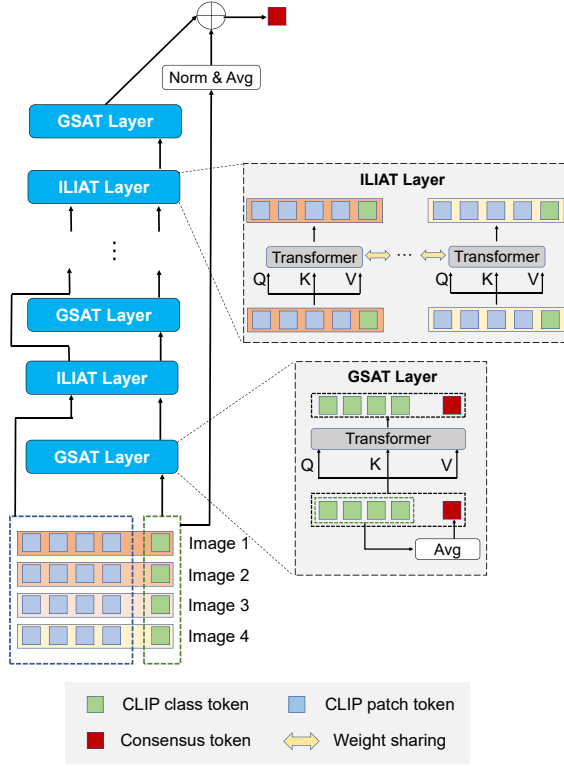 Norm & Avg
GSAT Layer
ILIAT Layer
...
GSAT Layer
ILIAT Layer
GSAT Layer
Image 1
Image 2
Image 3
Image 4
ILIAT Layer
Transformer
...
Transformer
Q K V
Q K V
GSAT Layer
Transformer
Q K V
Avg
CLIP class token
CLIP patch token
Consensus token
Weight sharing